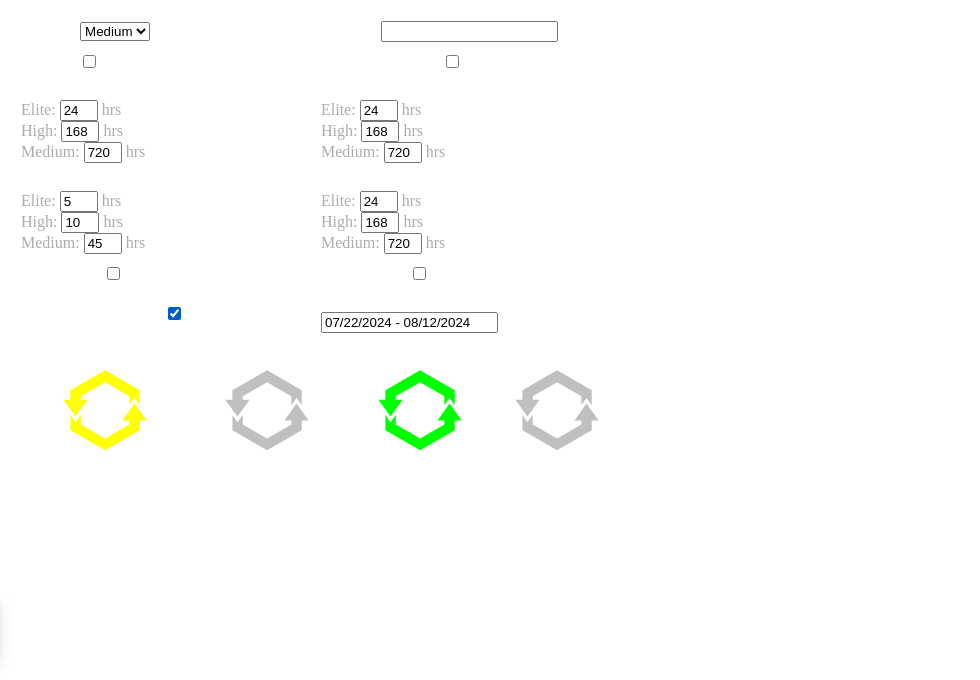 Medium
Elite: 24 hrs
High: 168 hrs
Medium: 720 hrs
Elite: 24 hrs
High: 168 hrs
Medium: 720 hrs
Elite: 5 hrs
High: 10 hrs
Medium: 45 hrs
Elite: 24 hrs
High: 168 hrs
Medium: 720 hrs
07/22/2024 - 08/12/2024